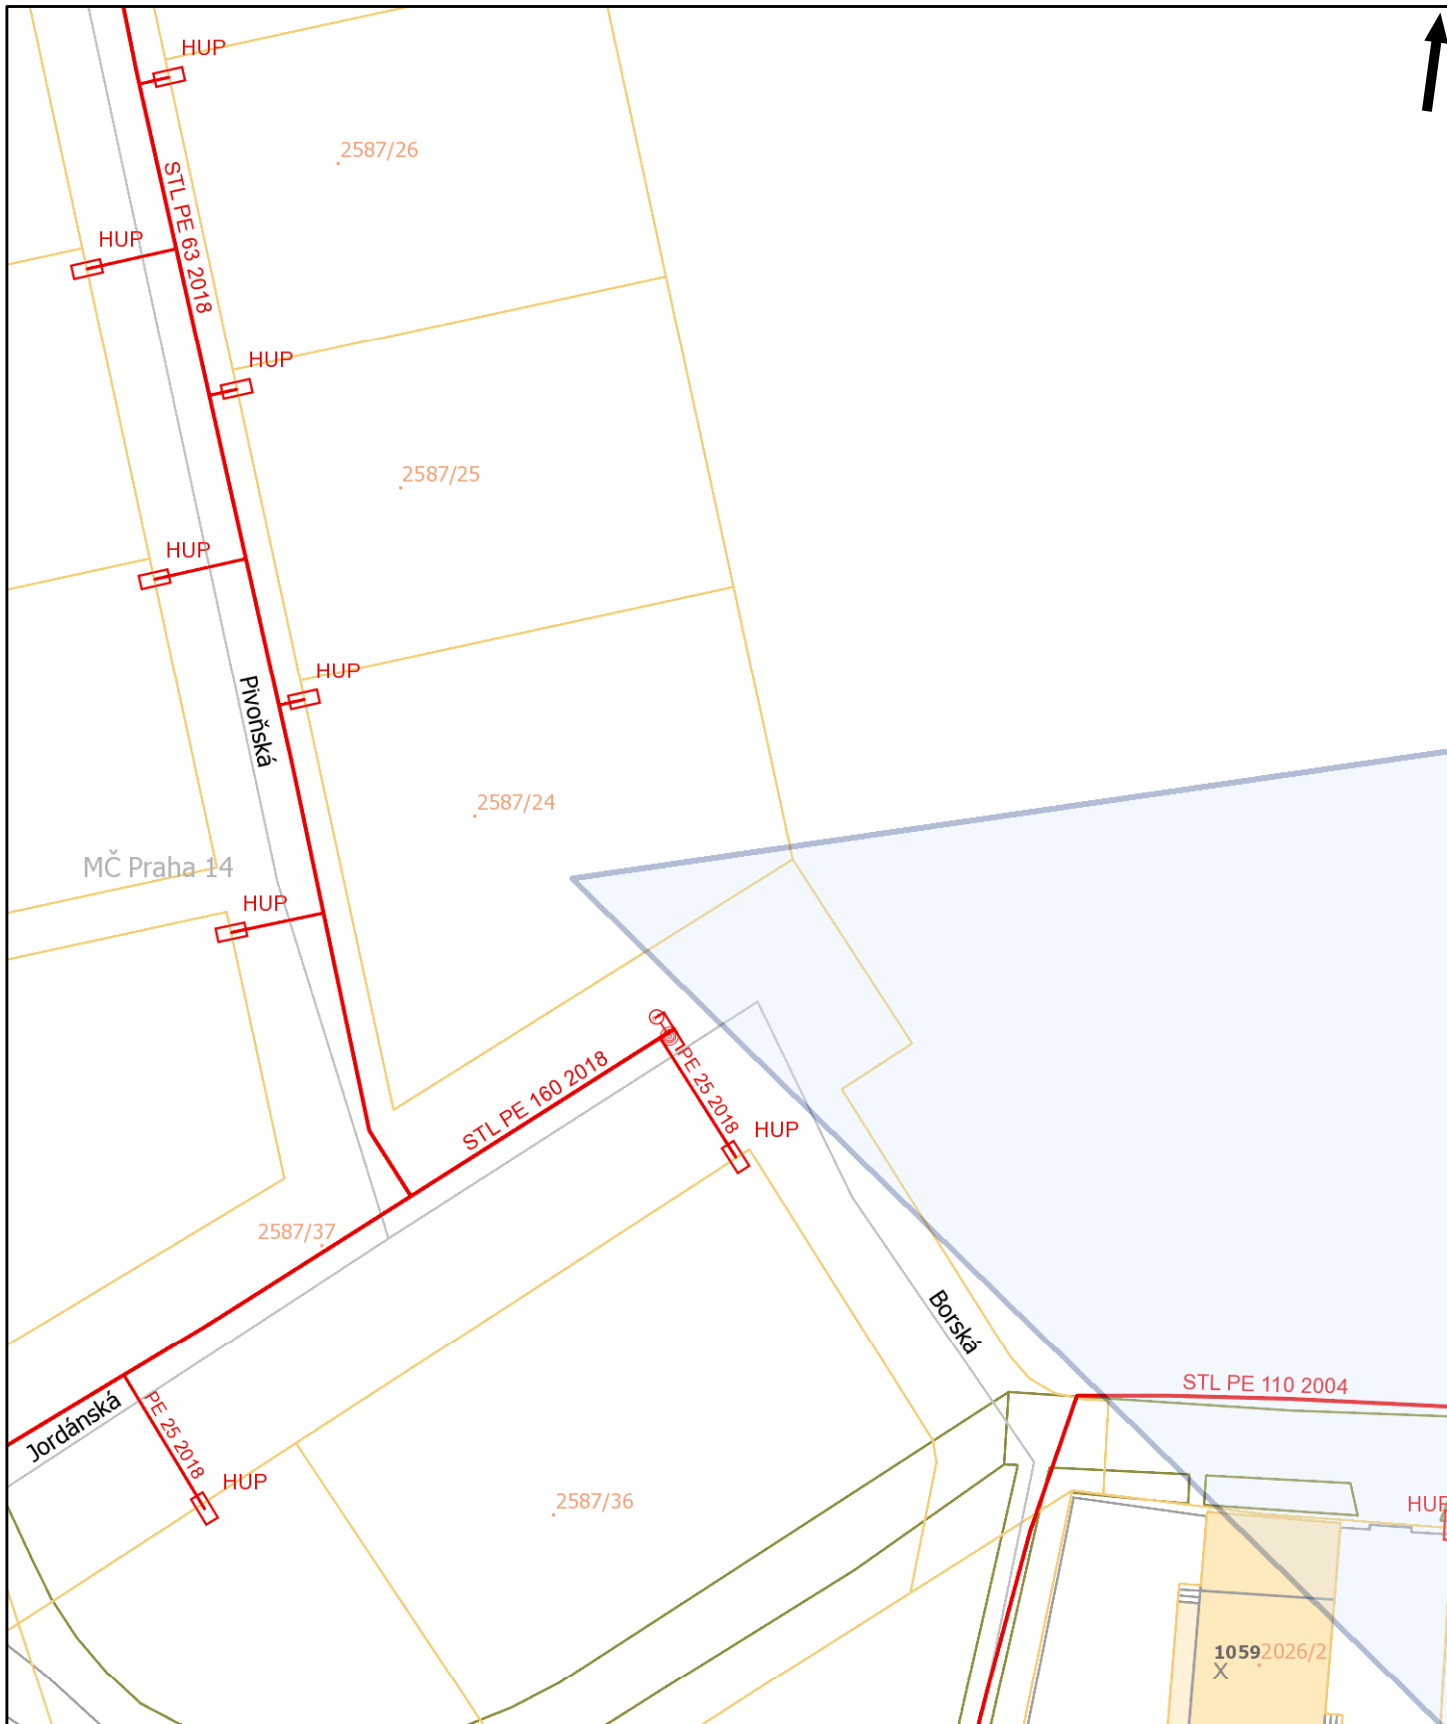 HUP
2587/26
STL PE 63 2018
HUP
HUP
2587/25
HUP
HUP
Pivoňská
2587/24
MČ Praha 14
HUP
STL PE 160 2018
PE 25 2018
HUP
2587/37
Borská
STL PE 110 2004
Jordánská
PE 25 2018
HUP
2587/36
HUP
1059
2026/2
X